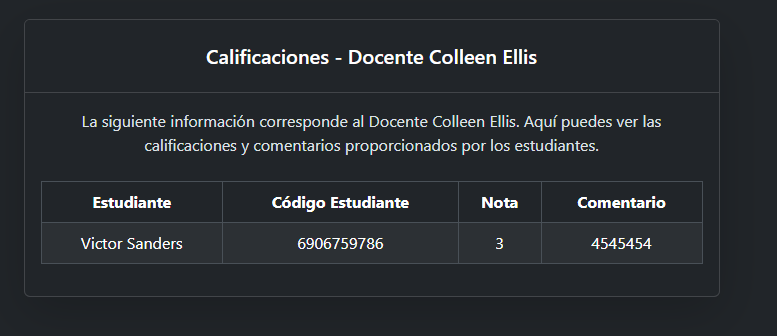 Calificaciones - Docente Colleen Ellis
La siguiente información corresponde al Docente Colleen Ellis. Aquí puedes ver las
calificaciones y comentarios proporcionados por los estudiantes.
Estudiante Código Estudiante Nota Comentario
Victor Sanders 6906759786 3 4545454